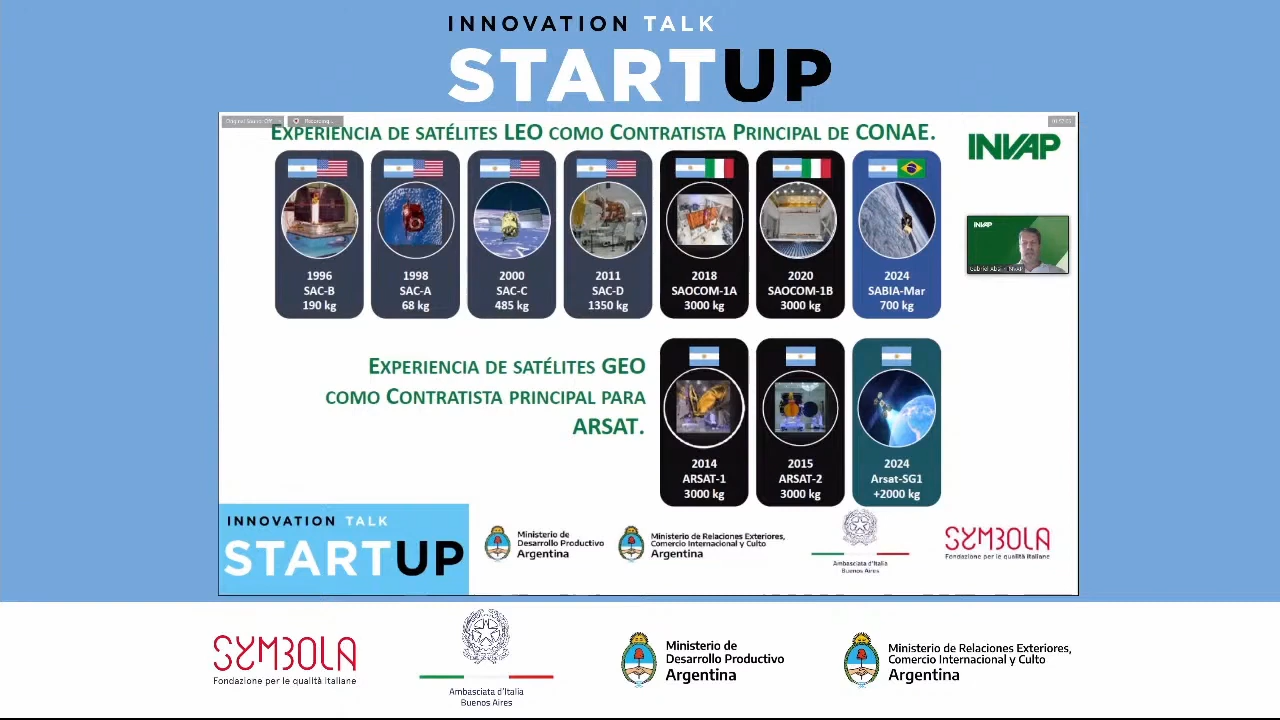 INNOVATION TALK
STARTUP
Original Sound: Off
Recording...
EXPERIENCIA DE SATÉLITES LEO COMO CONTRATISTA PRINCIPAL DE CONAE.
INVAP
1996
SAC-B
190 kg
1998
SAC-A
68 kg
2000
SAC-C
485 kg
2011
SAC-D
1350 kg
2018
SAOCOM-1A
3000 kg
2020
SAOCOM-1B
3000 kg
2024
SABIA-Mar
700 kg
INVAP
EXPERIENCIA DE SATÉLITES GEO
COMO CONTRATISTA PRINCIPAL PARA
ARSAT.
2014
ARSAT-1
3000 kg
2015
ARSAT-2
3000 kg
2024
Arsat-SG1
+2000 kg
INNOVATION TALK
STARTUP
Ministerio de
Desarrollo Productivo
Argentina
Ministerio de Relaciones Exteriores,
Comercio Internacional y Culto
Argentina
Ambasciata d'Italia
Buenos Aires
SYMBOLA
Fondazione per le qualità italiane
SYMBOLA
Fondazione per le qualità italiane
Ambasciata d'Italia
Buenos Aires
Ministerio de
Desarrollo Productivo
Argentina
Ministerio de Relaciones Exteriores,
Comercio Internacional y Culto
Argentina